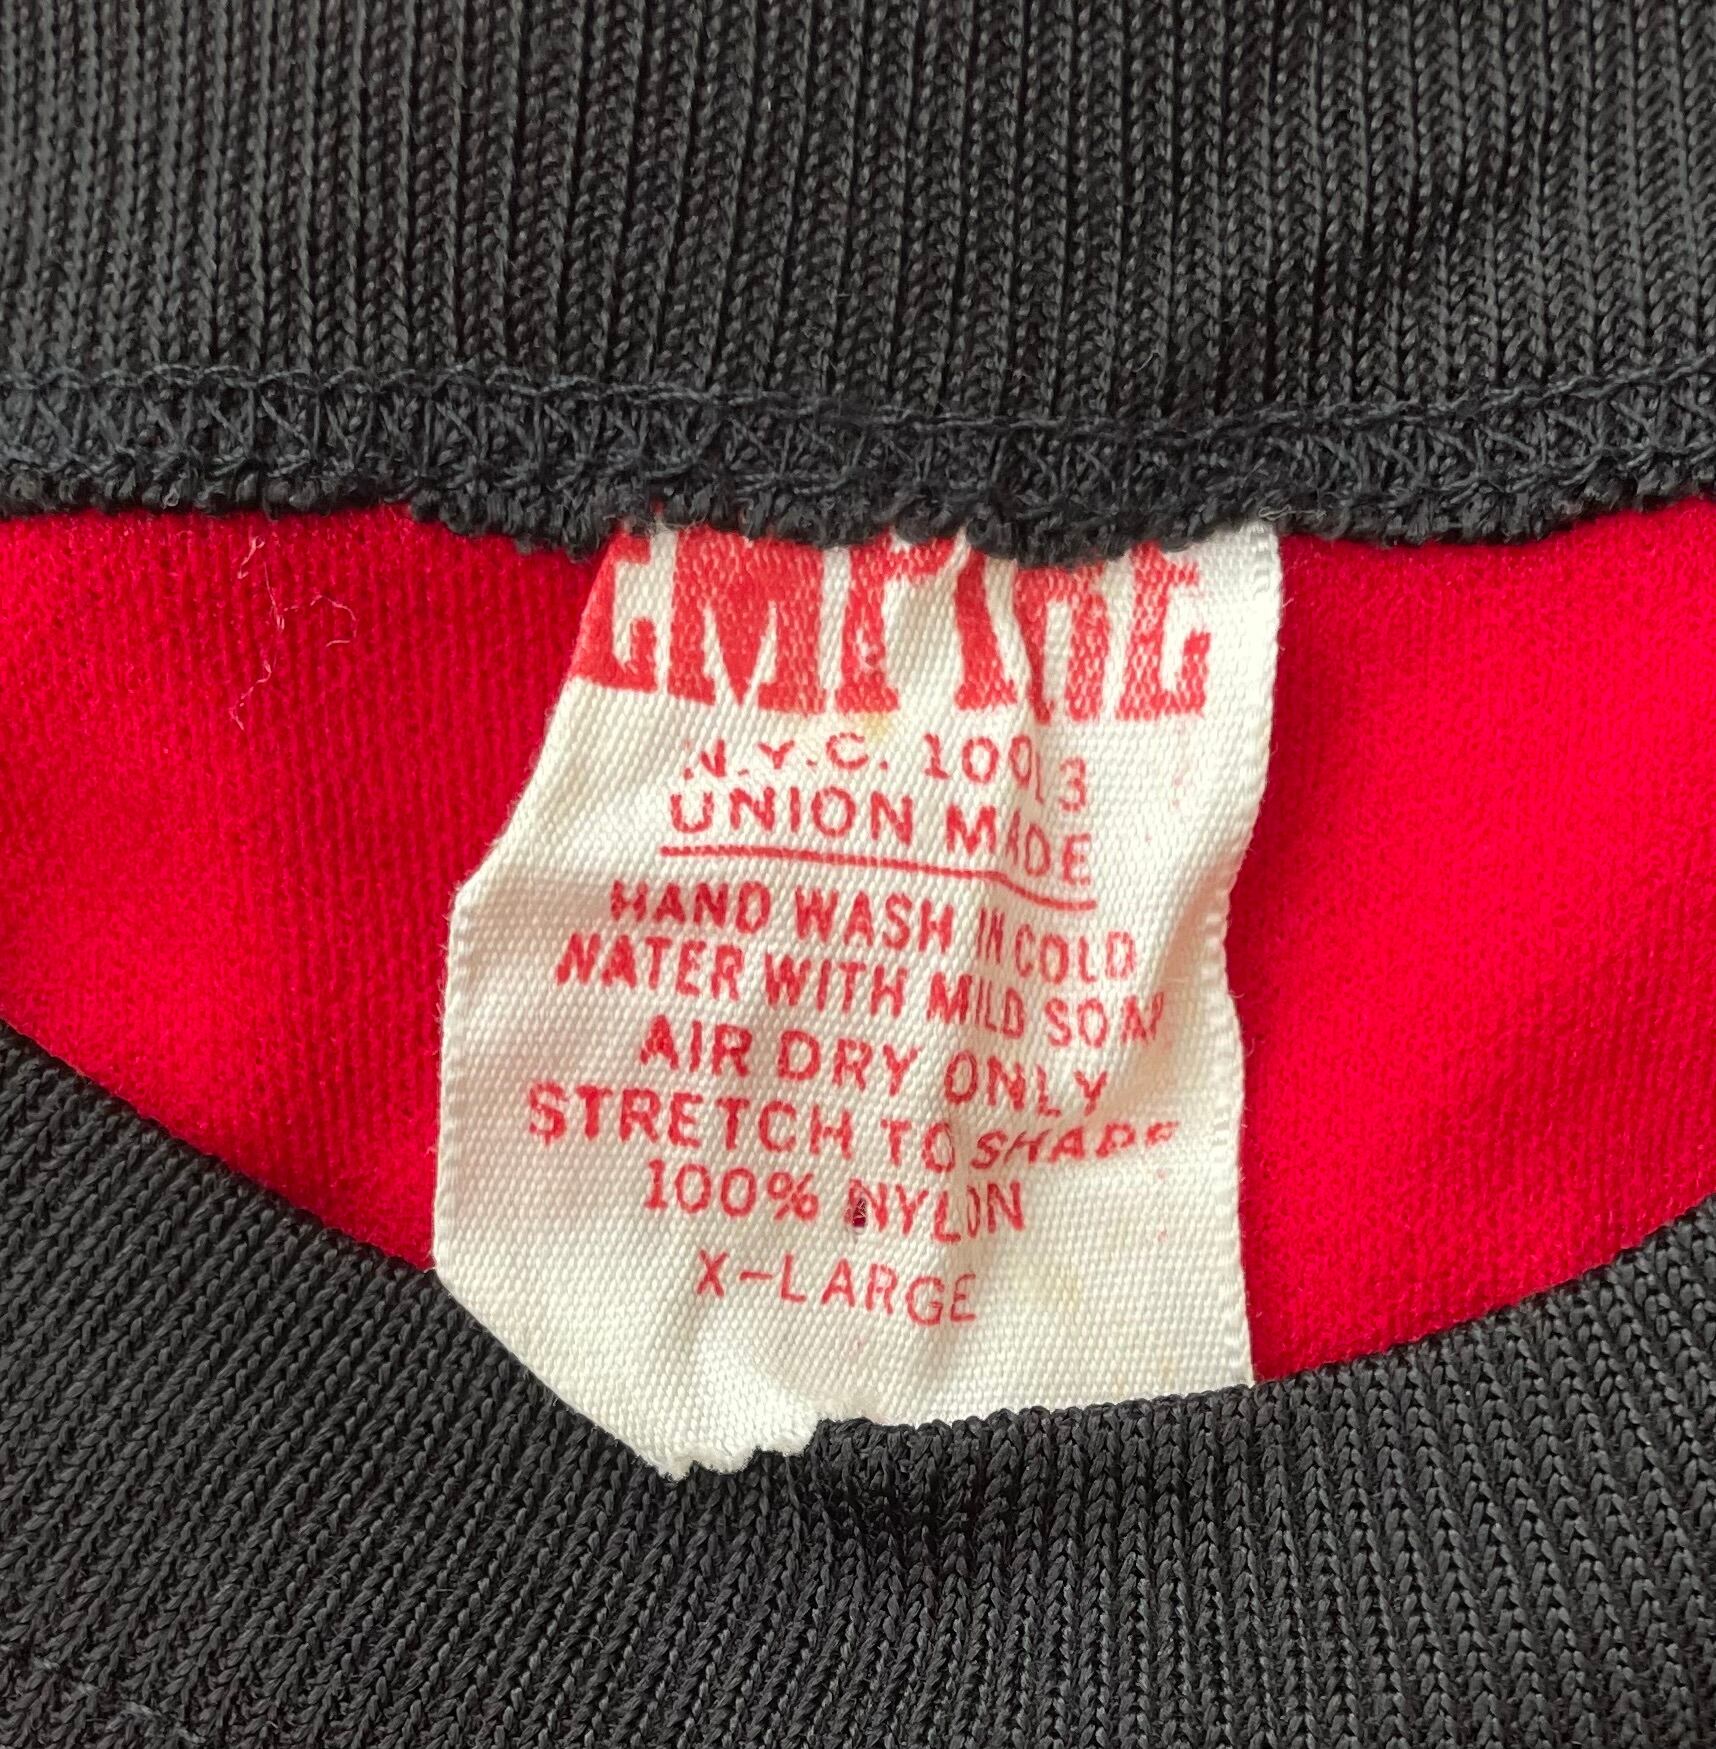 EMPIRE
N.Y.C. 10013
UNION MADE
HAND WASH IN COLD
WATER WITH MILD SOAP
AIR DRY ONLY
STRETCH TO SHAPE
100% NYLON
X-LARGE